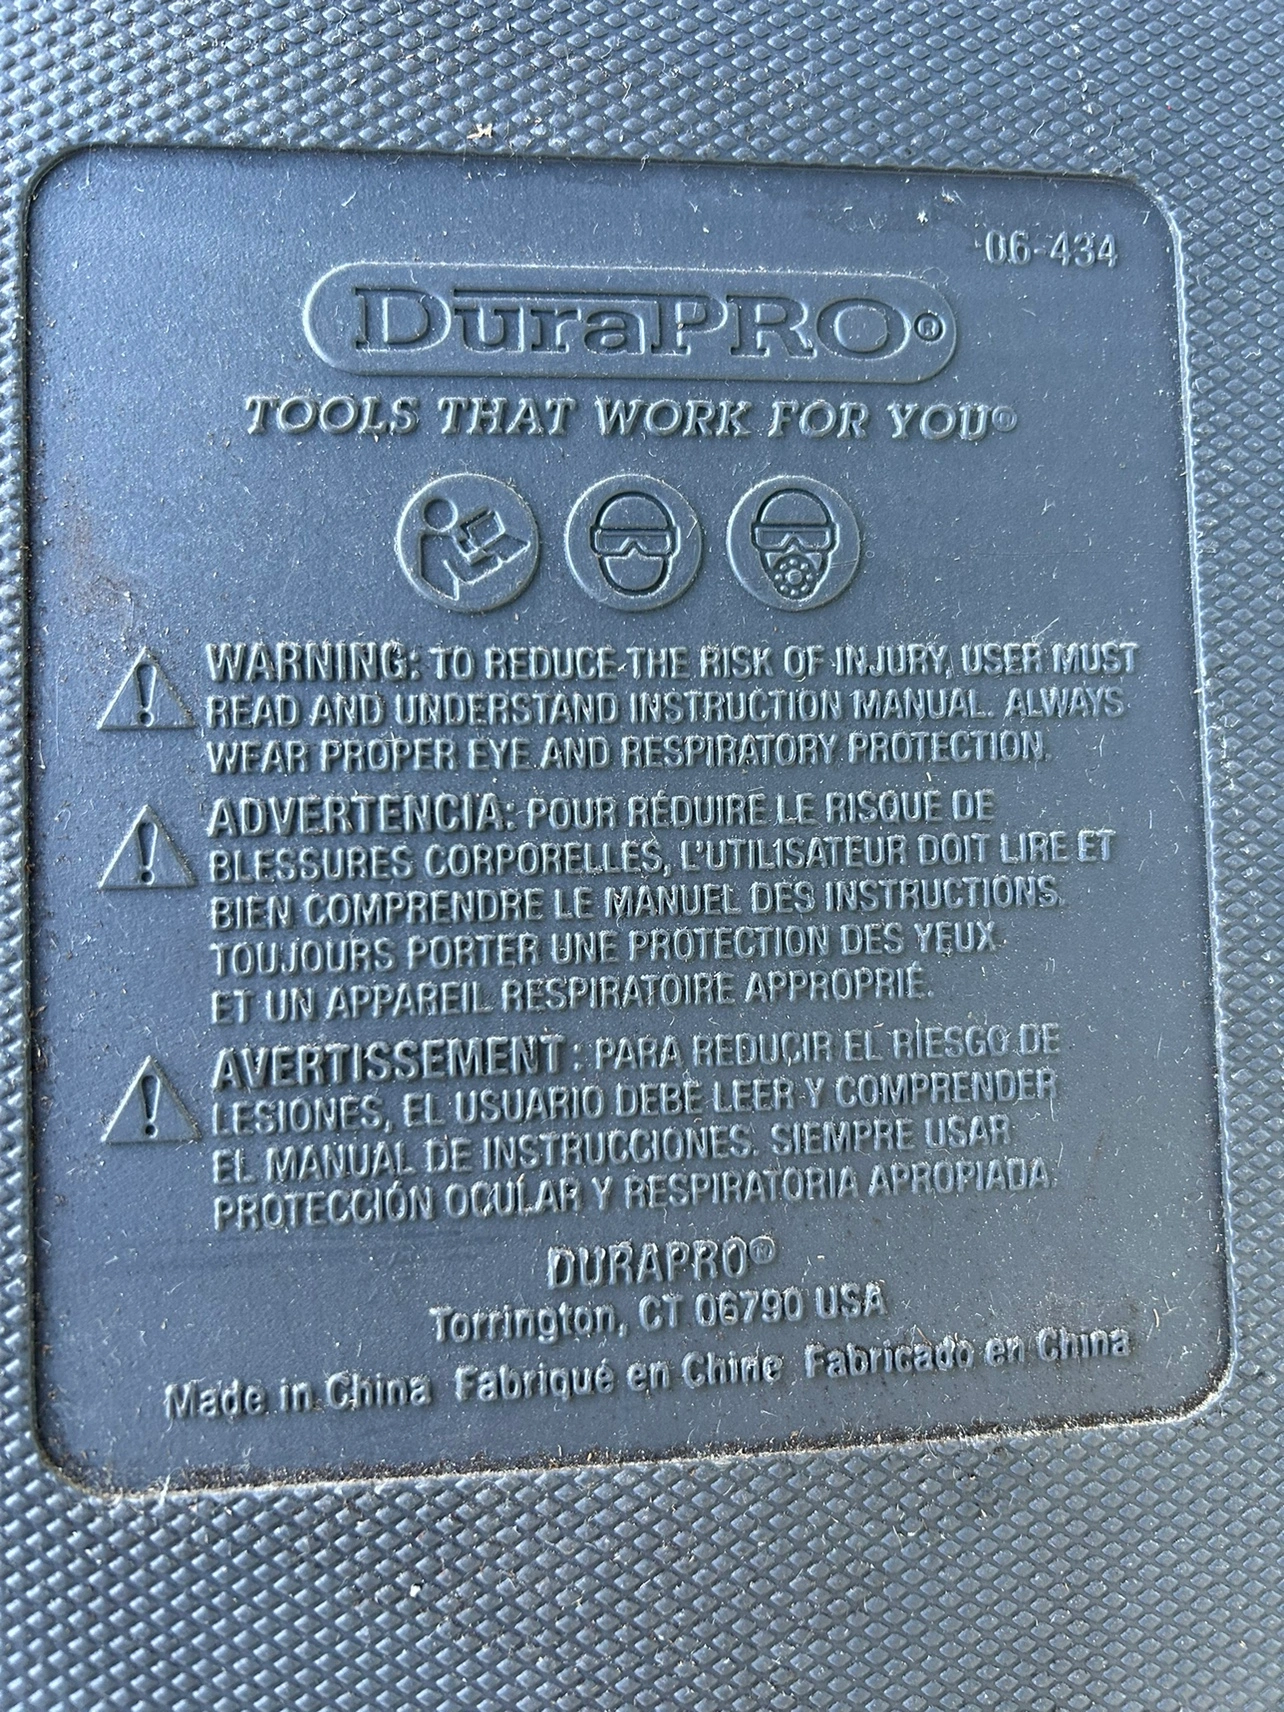 06-434
DuraPRO®
TOOLS THAT WORK FOR YOU®
WARNING: TO REDUCE THE RISK OF INJURY, USER MUST
READ AND UNDERSTAND INSTRUCTION MANUAL. ALWAYS
WEAR PROPER EYE AND RESPIRATORY PROTECTION.
ADVERTENCIA: POUR RÉDUIRE LE RISQUE DE
BLESSURES CORPORELLES, L'UTILISATEUR DOIT LIRE ET
BIEN COMPRENDRE LE MANUEL DES INSTRUCTIONS.
TOUJOURS PORTER UNE PROTECTION DES YEUX
ET UN APPAREIL RESPIRATOIRE APPROPRIÉ.
AVERTISSEMENT: PARA REDUCIR EL RIESGO DE
LESIONES, EL USUARIO DEBE LEER Y COMPRENDER
EL MANUAL DE INSTRUCCIONES. SIEMPRE USAR
PROTECCIÓN OCULAR Y RESPIRATORIA APROPIADA.
DURAPRO®
Torrington, CT 06790 USA
Made in China Fabriqué en Chine Fabricado en China